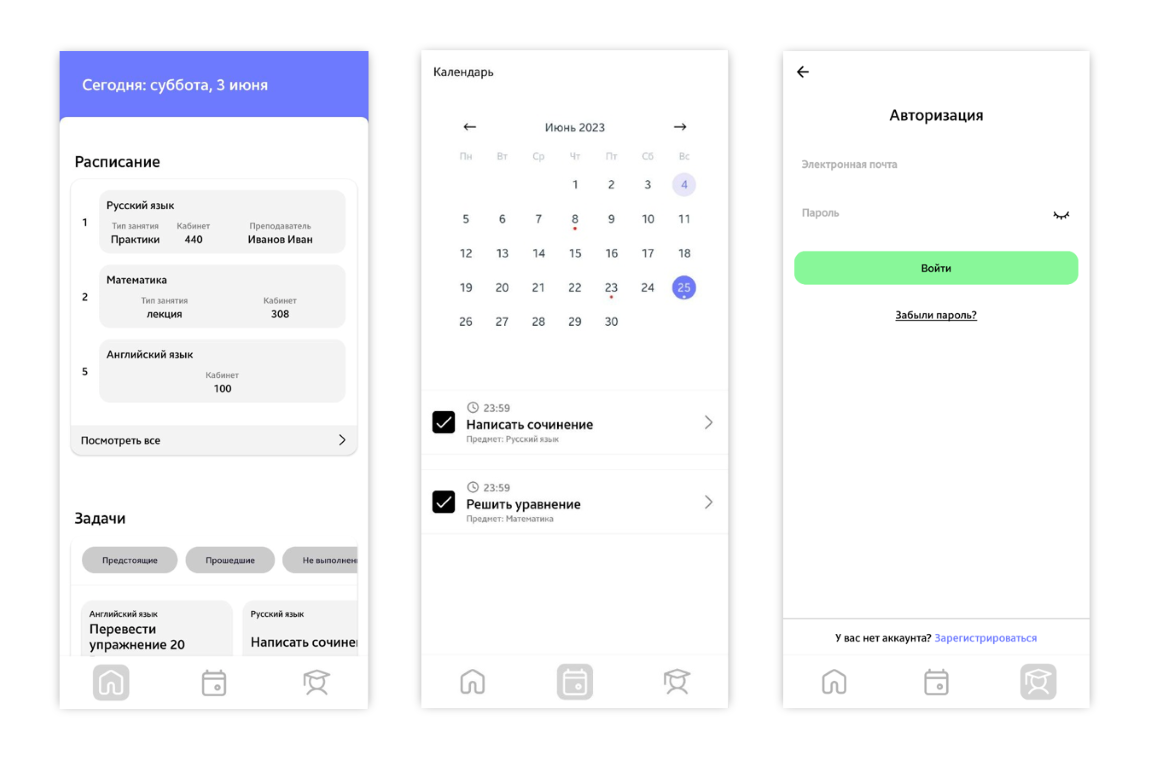 Сегодня: суббота, 3 июня
Расписание
1
Русский язык
Тип занятия Кабинет Преподаватель
Практики 440 Иванов Иван
2
Математика
Тип занятия Кабинет
лекция 308
5
Английский язык
Кабинет
100
Посмотреть все
Задачи
Предстоящие Прошедшие Не выполнен
Английский язык
Перевести
упражнение 20
Русский язык
Написать сочине
Календарь
Июнь 2023
Пн Вт Ср Чт Пт Сб Вс
1 2 3 4
5 6 7 8 9 10 11
12 13 14 15 16 17 18
19 20 21 22 23 24 25
26 27 28 29 30
23:59
Написать сочинение
Предмет: Русский язык
23:59
Решить уравнение
Предмет: Математика
Авторизация
Электронная почта
Пароль
Войти
Забыли пароль?
У вас нет аккаунта? Зарегистрироваться